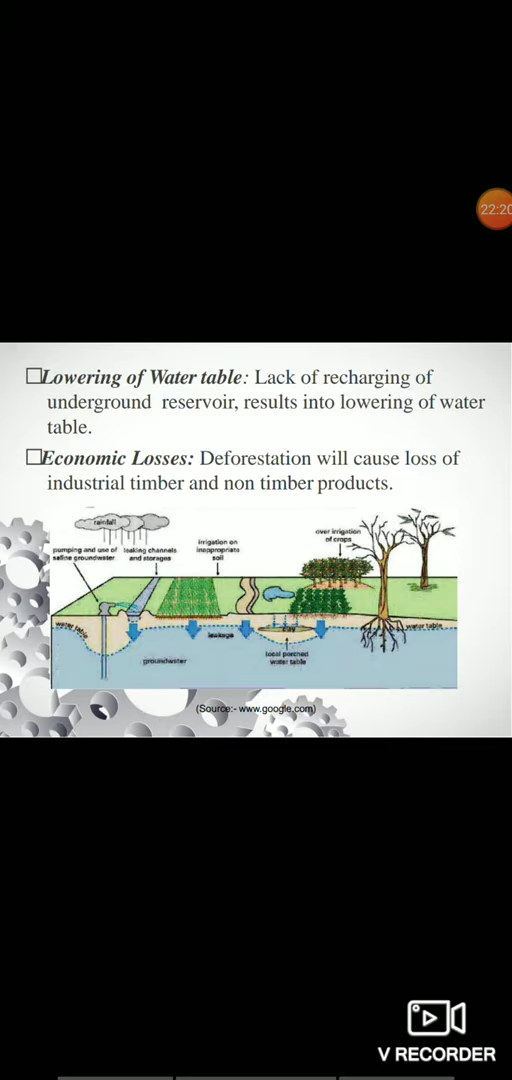 22:20
Lowering of Water table: Lack of recharging of
underground reservoir, results into lowering of water
table.
Economic Losses: Deforestation will cause loss of
industrial timber and non timber products.
rainfall
over irrigation
of crops
irrigation on
inappropriate
soil
pumping and use of
saline groundwater
leaking channels
and storages
water table
leakage
clay
water table
groundwater
local perched
water table
(Source:- www.google.com)
V RECORDER